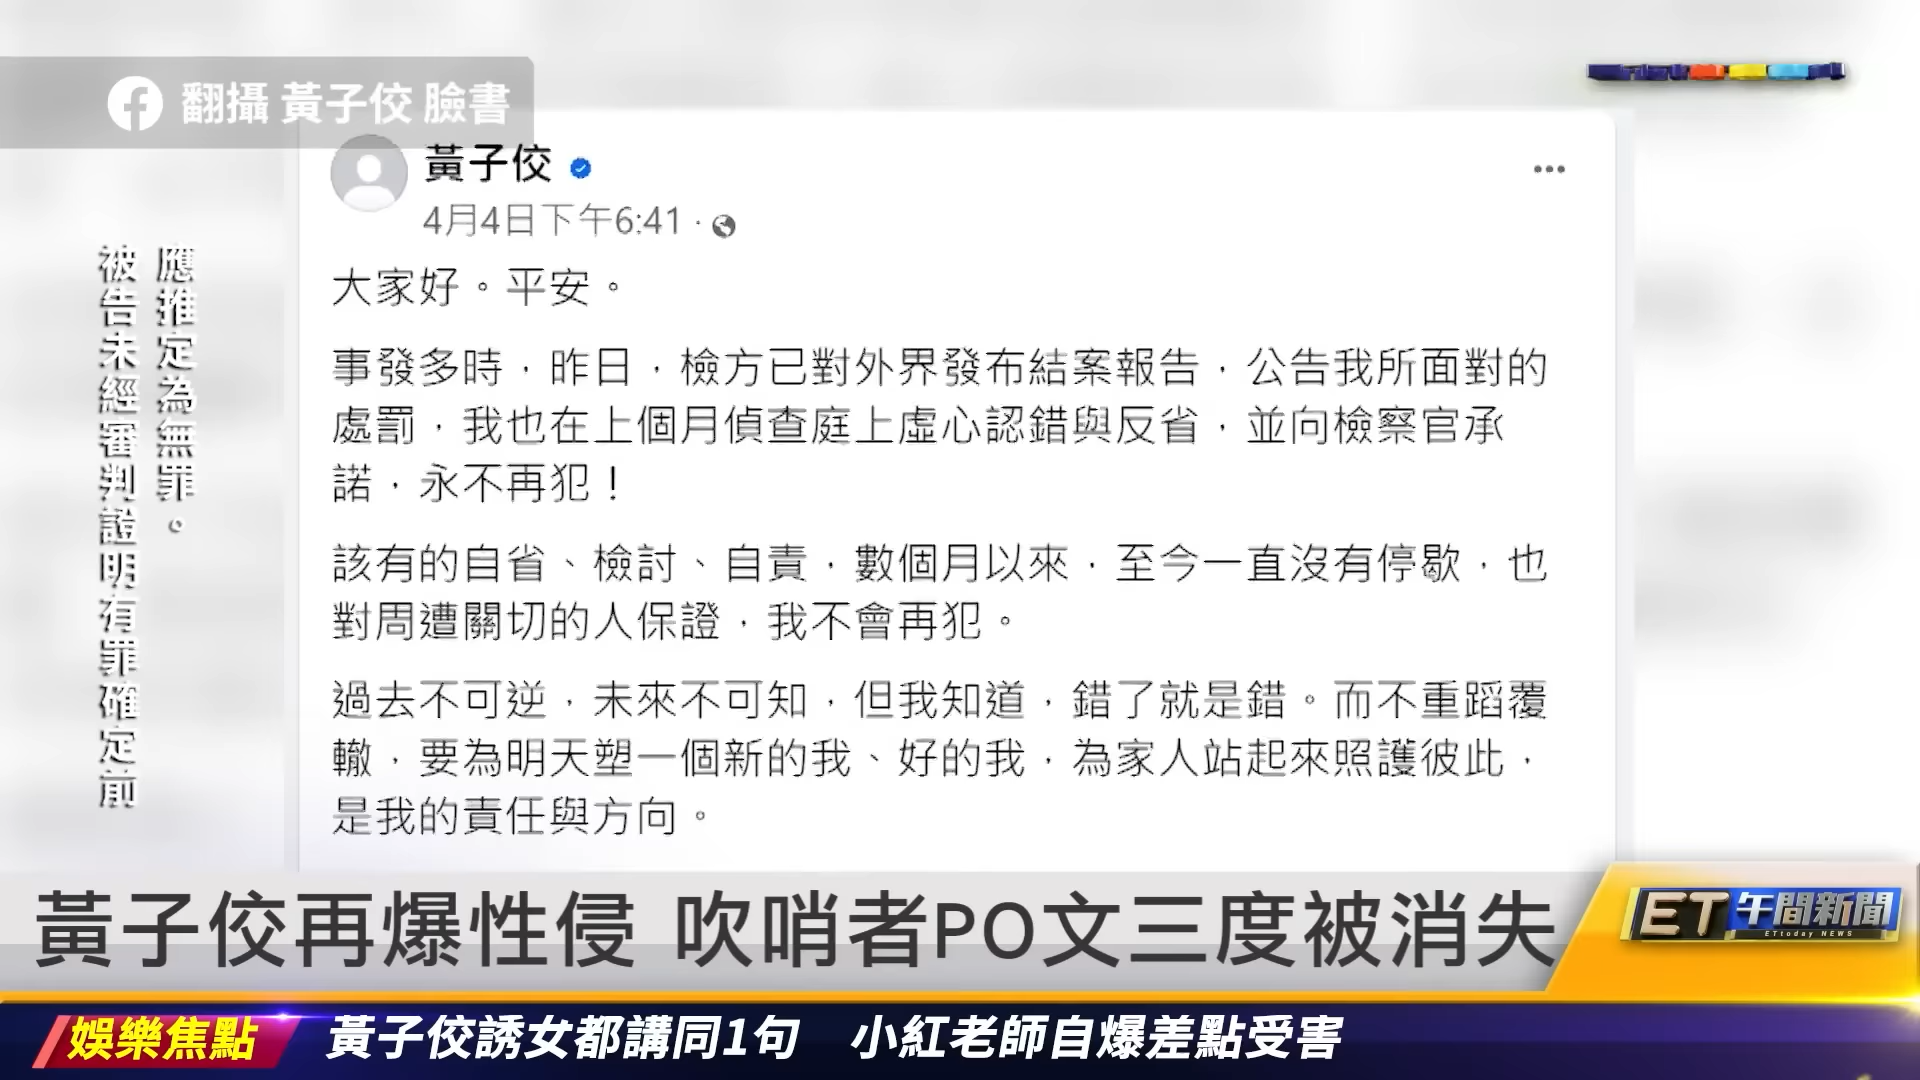 翻攝 黃子佼 臉書
黃子佼
4月4日下午6:41 ·
大家好。平安。
事發多時，昨日，檢方已對外界發布結案報告，公告我所面對的
處罰，我也在上個月偵查庭上虛心認錯與反省，並向檢察官承
諾，永不再犯！
該有的自省、檢討、自責，數個月以來，至今一直沒有停歇，也
對周遭關切的人保證，我不會再犯。
過去不可逆，未來不可知，但我知道，錯了就是錯。而不重蹈覆
轍，要為明天塑一個新的我、好的我，為家人站起來照護彼此，
是我的責任與方向。
被告未經審判證明有罪確定前
應推定為無罪。
黃子佼再爆性侵 吹哨者PO文三度被消失
ET午間新聞
ETtoday NEWS
娛樂焦點
黃子佼誘女都講同1句 小紅老師自爆差點受害